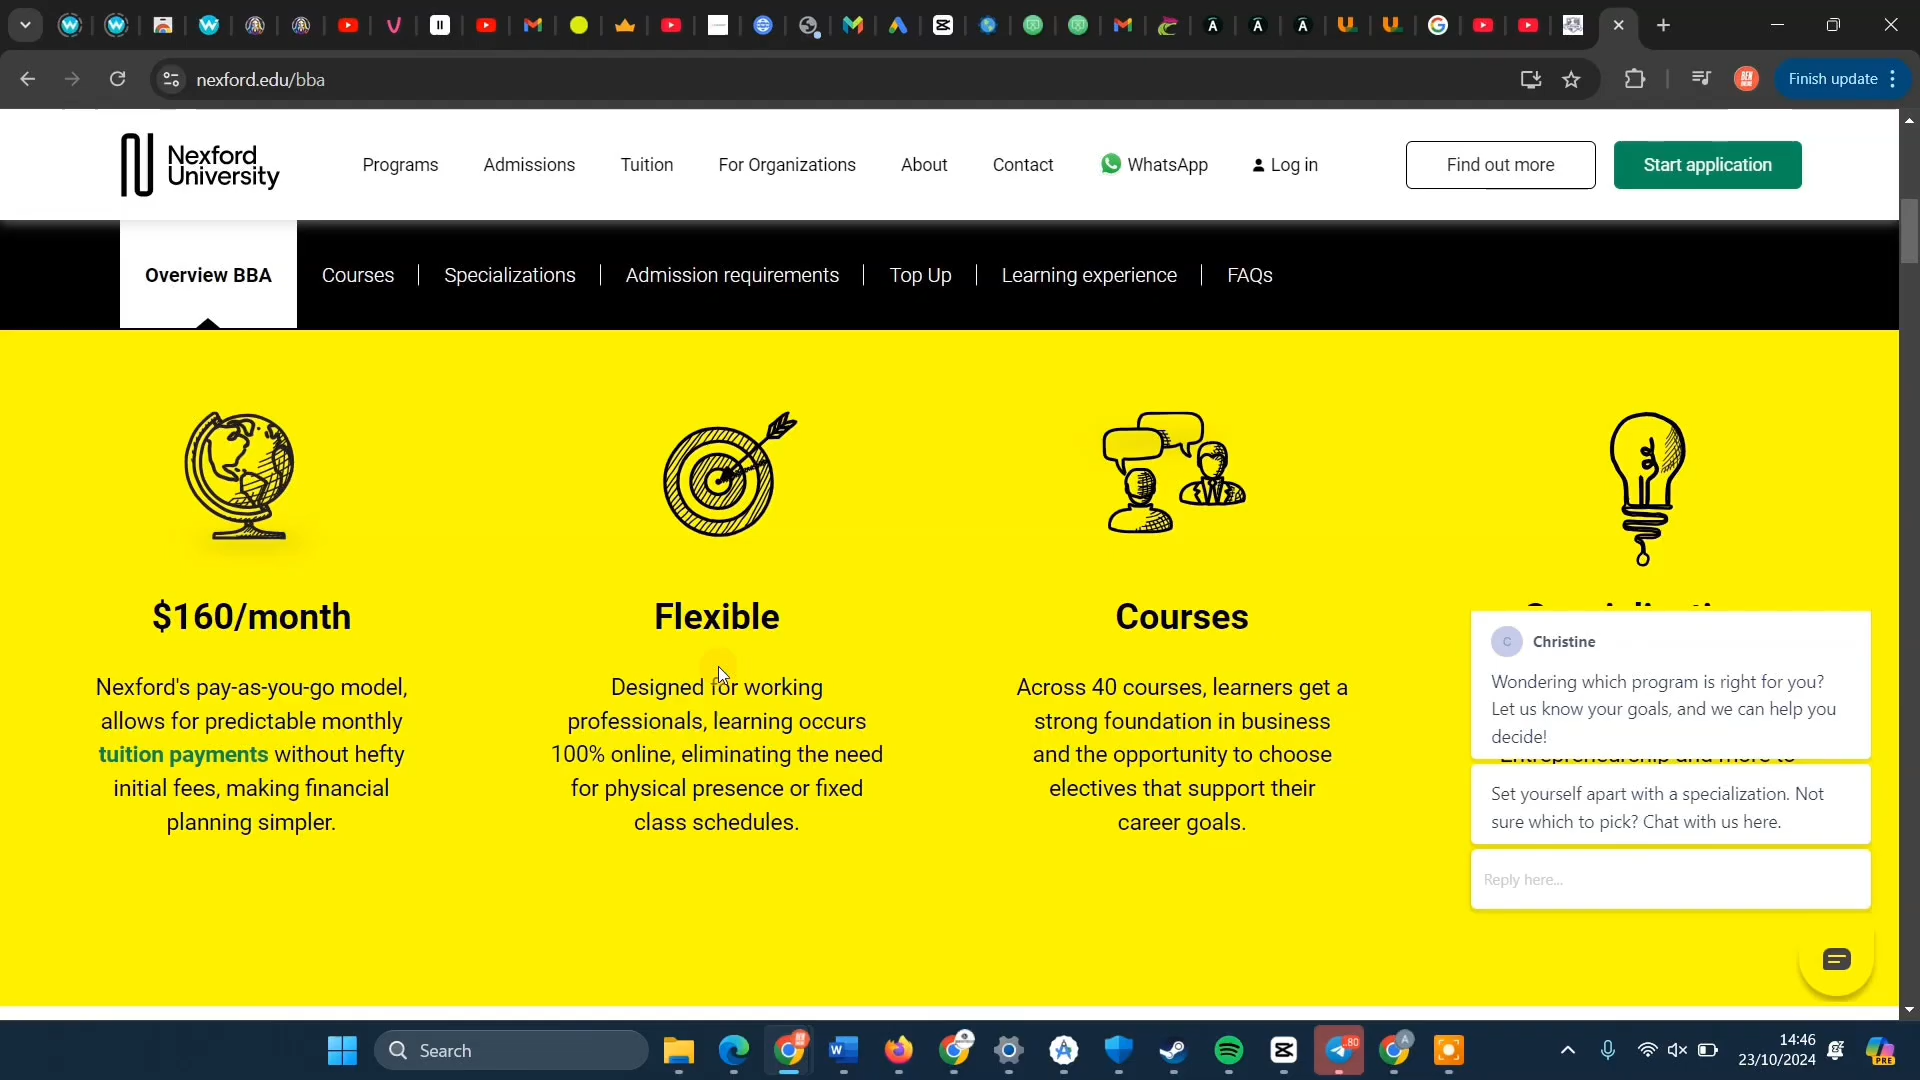 nexford.edu/bba
Finish update
Nexford
University
Programs
Admissions
Tuition
For Organizations
About
Contact
WhatsApp
Log in
Find out more
Start application
Overview BBA
Courses
Specializations
Admission requirements
Top Up
Learning experience
FAQs
$160/month
Nexford's pay-as-you-go model,
allows for predictable monthly
tuition payments without hefty
initial fees, making financial
planning simpler.
Flexible
Designed for working
professionals, learning occurs
100% online, eliminating the need
for physical presence or fixed
class schedules.
Courses
Across 40 courses, learners get a
strong foundation in business
and the opportunity to choose
electives that support their
career goals.
C
Christine
Wondering which program is right for you?
Let us know your goals, and we can help you
decide!
Set yourself apart with a specialization. Not
sure which to pick? Chat with us here.
Reply here...
Search
80
14:46
23/10/2024
PRE